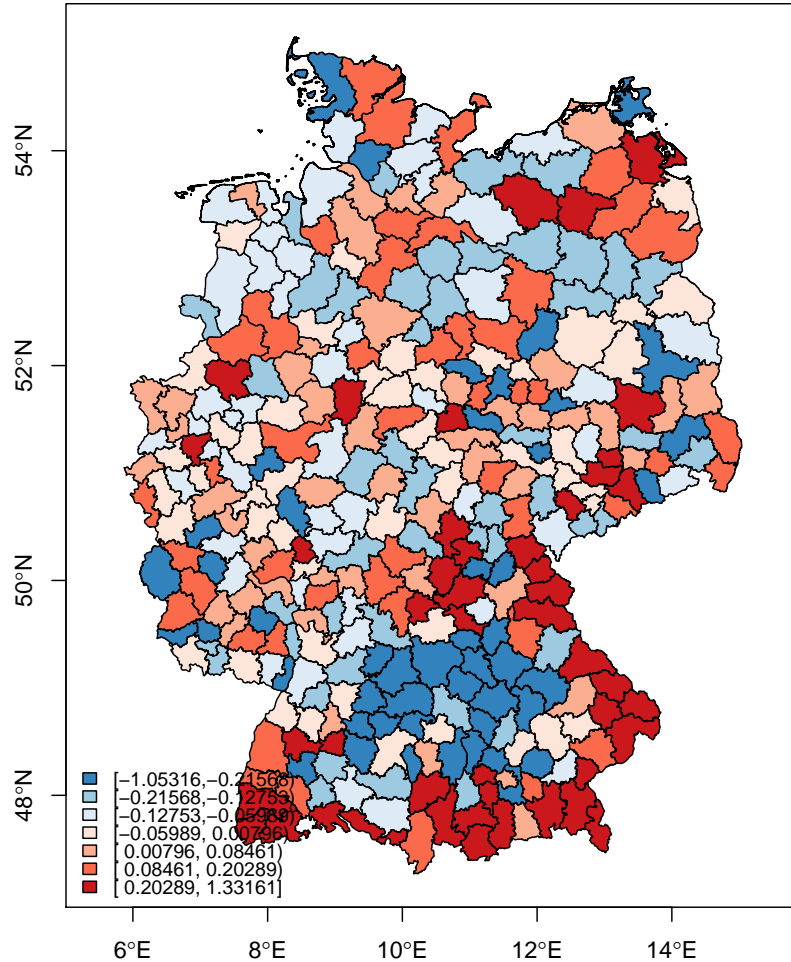 54°N
52°N
50°N
48°N
[−1.05316,−0.21568)
[−0.21568,−0.12753)
[−0.12753,−0.05989)
[−0.05989, 0.00796)
[ 0.00796, 0.08461)
[ 0.08461, 0.20289)
[ 0.20289, 1.33161]
6°E 8°E 10°E 12°E 14°E